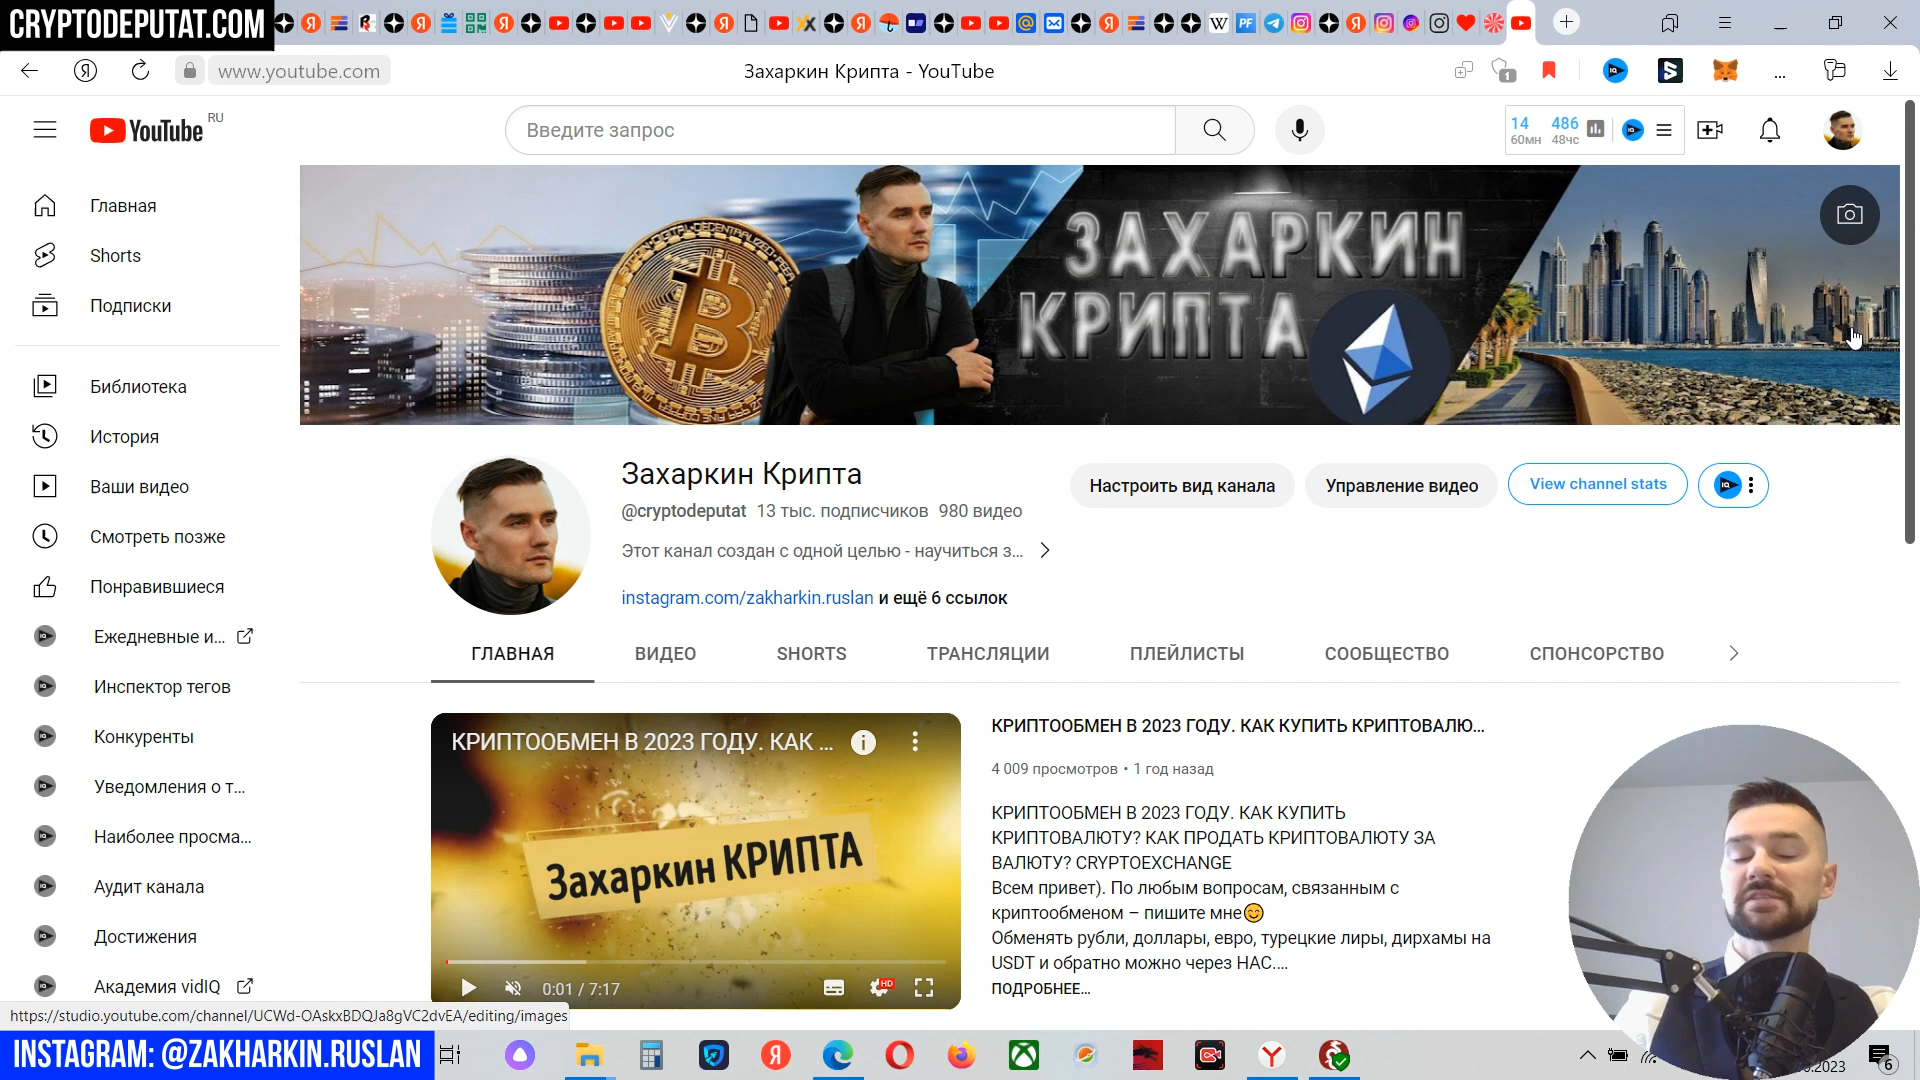 CRYPTODEPUTAT.COM
www.youtube.com
Захаркин Крипта - YouTube
1
YouTube RU
Введите запрос
14 486
60мн 48чс
Главная
Shorts
Подписки
Библиотека
История
Ваши видео
Смотреть позже
Понравившиеся
Ежедневные и...
Инспектор тегов
Конкуренты
Уведомления о т...
Наиболее просма...
Аудит канала
Достижения
Академия vidIQ
ЗАХАРКИН
КРИПТА
Захаркин Крипта
@cryptodeputat 13 тыс. подписчиков 980 видео
Этот канал создан с одной целью - научиться з...
instagram.com/zakharkin.ruslan и ещё 6 ссылок
Настроить вид канала
Управление видео
View channel stats
ГЛАВНАЯ
ВИДЕО
SHORTS
ТРАНСЛЯЦИИ
ПЛЕЙЛИСТЫ
СООБЩЕСТВО
СПОНСОРСТВО
КРИПТООБМЕН В 2023 ГОДУ. КАК ...
Захаркин КРИПТА
0:01 / 7:17
HD
КРИПТООБМЕН В 2023 ГОДУ. КАК КУПИТЬ КРИПТОВАЛЮ...
4 009 просмотров • 1 год назад
КРИПТООБМЕН В 2023 ГОДУ. КАК КУПИТЬ
КРИПТОВАЛЮТУ? КАК ПРОДАТЬ КРИПТОВАЛЮТУ ЗА
ВАЛЮТУ? CRYPTOEXCHANGE
Всем привет). По любым вопросам, связанным с
криптообменом – пишите мне😊
Обменять рубли, доллары, евро, турецкие лиры, дирхамы на
USDT и обратно можно через НАС....
ПОДРОБНЕЕ...
https://studio.youtube.com/channel/UCWd-OAskxBDQJa8gVC2dvEA/editing/images
INSTAGRAM: @ZAKHARKIN.RUSLAN
6